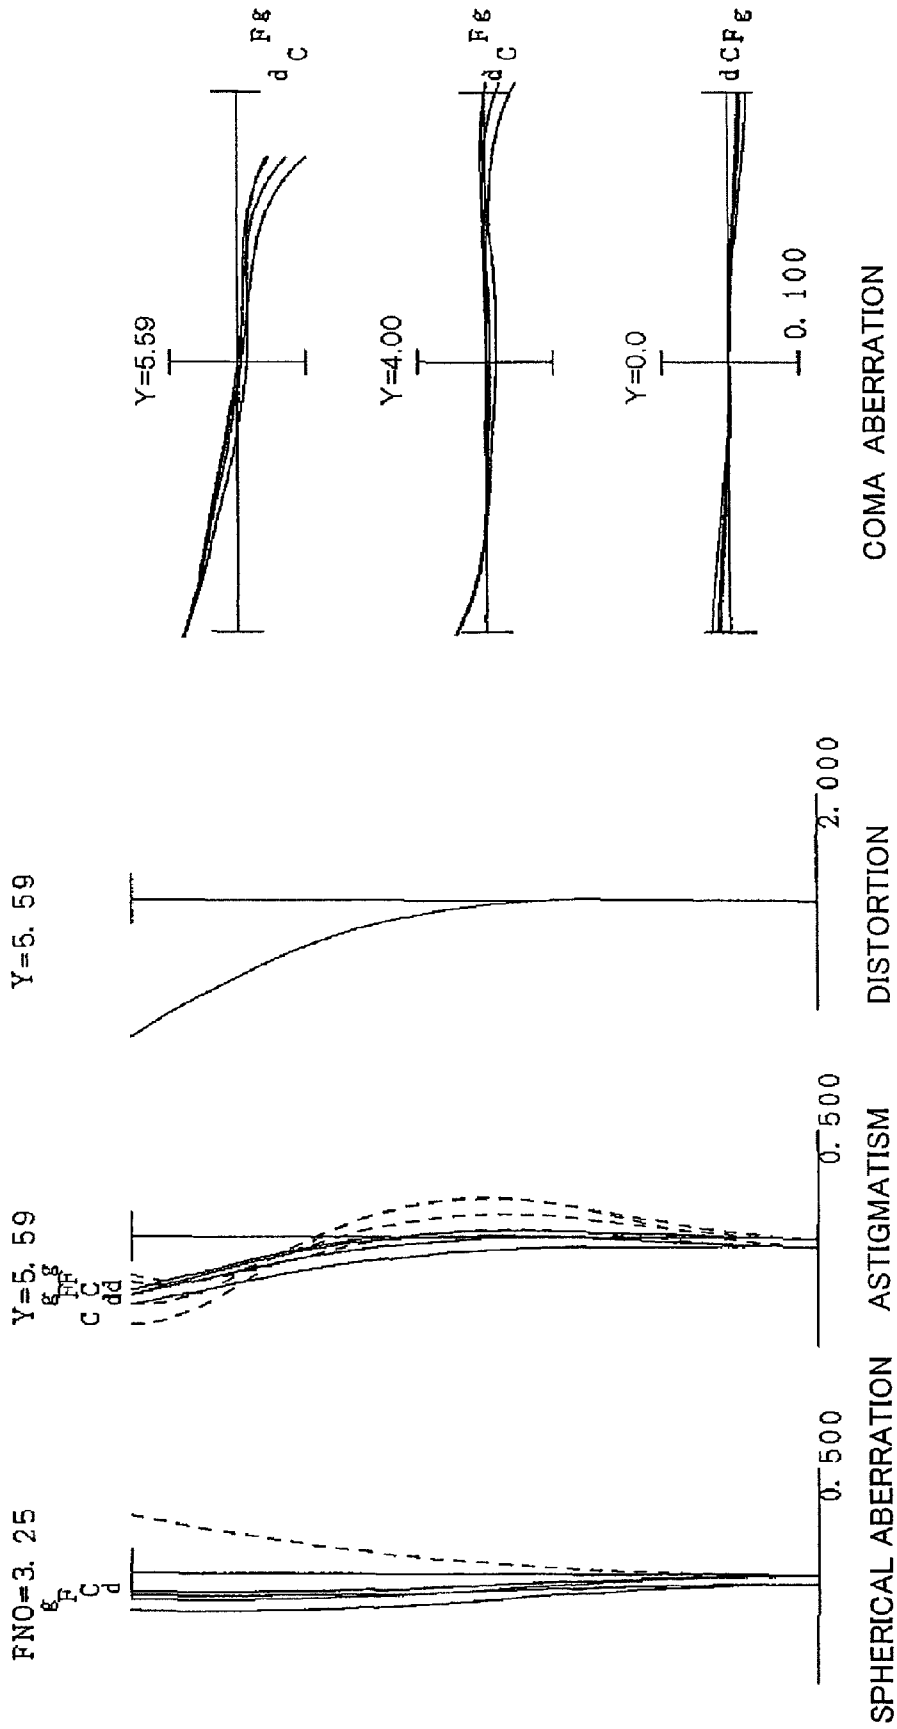 FNO=3.25
g
F
C
d
0.500
SPHERICAL ABERRATION
Y=5.59
g
g
F
F
C
C
d
d
0.500
ASTIGMATISM
Y=5.59
2.000
DISTORTION
Y=5.59
d
C
F
g
Y=4.00
d
C
F
g
Y=0.0
d
C
F
g
0.100
COMA ABERRATION